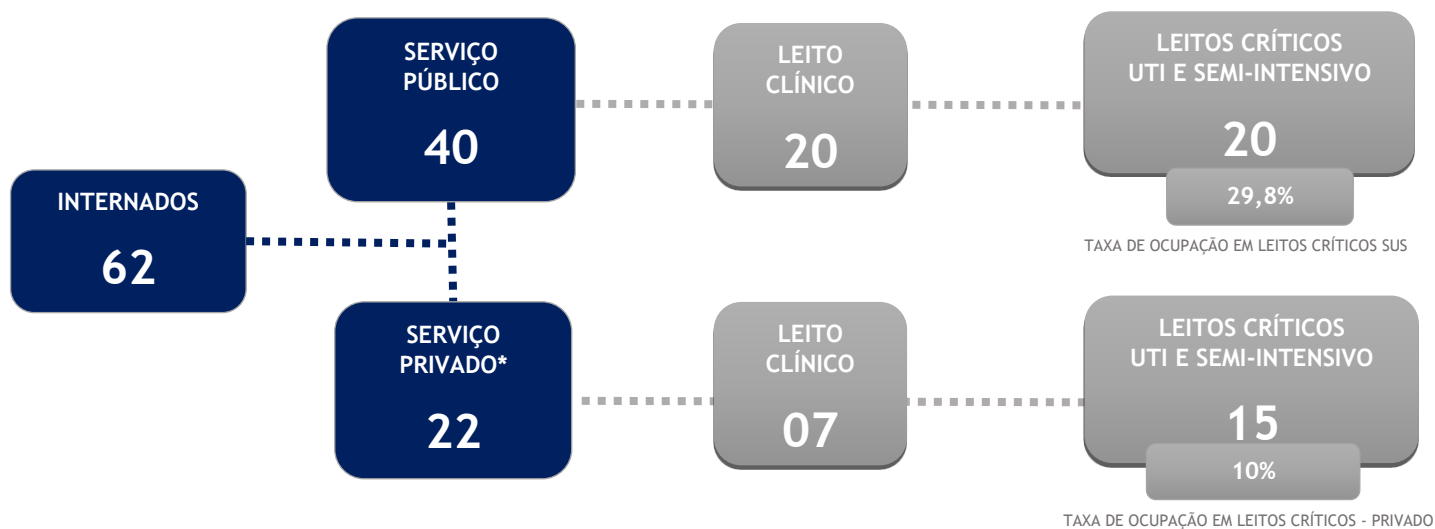 INTERNADOS
62
SERVIÇO
PÚBLICO
40
LEITO
CLÍNICO
20
LEITOS CRÍTICOS
UTI E SEMI-INTENSIVO
20
29,8%
TAXA DE OCUPAÇÃO EM LEITOS CRÍTICOS SUS
SERVIÇO
PRIVADO*
22
LEITO
CLÍNICO
07
LEITOS CRÍTICOS
UTI E SEMI-INTENSIVO
15
10%
TAXA DE OCUPAÇÃO EM LEITOS CRÍTICOS - PRIVADO